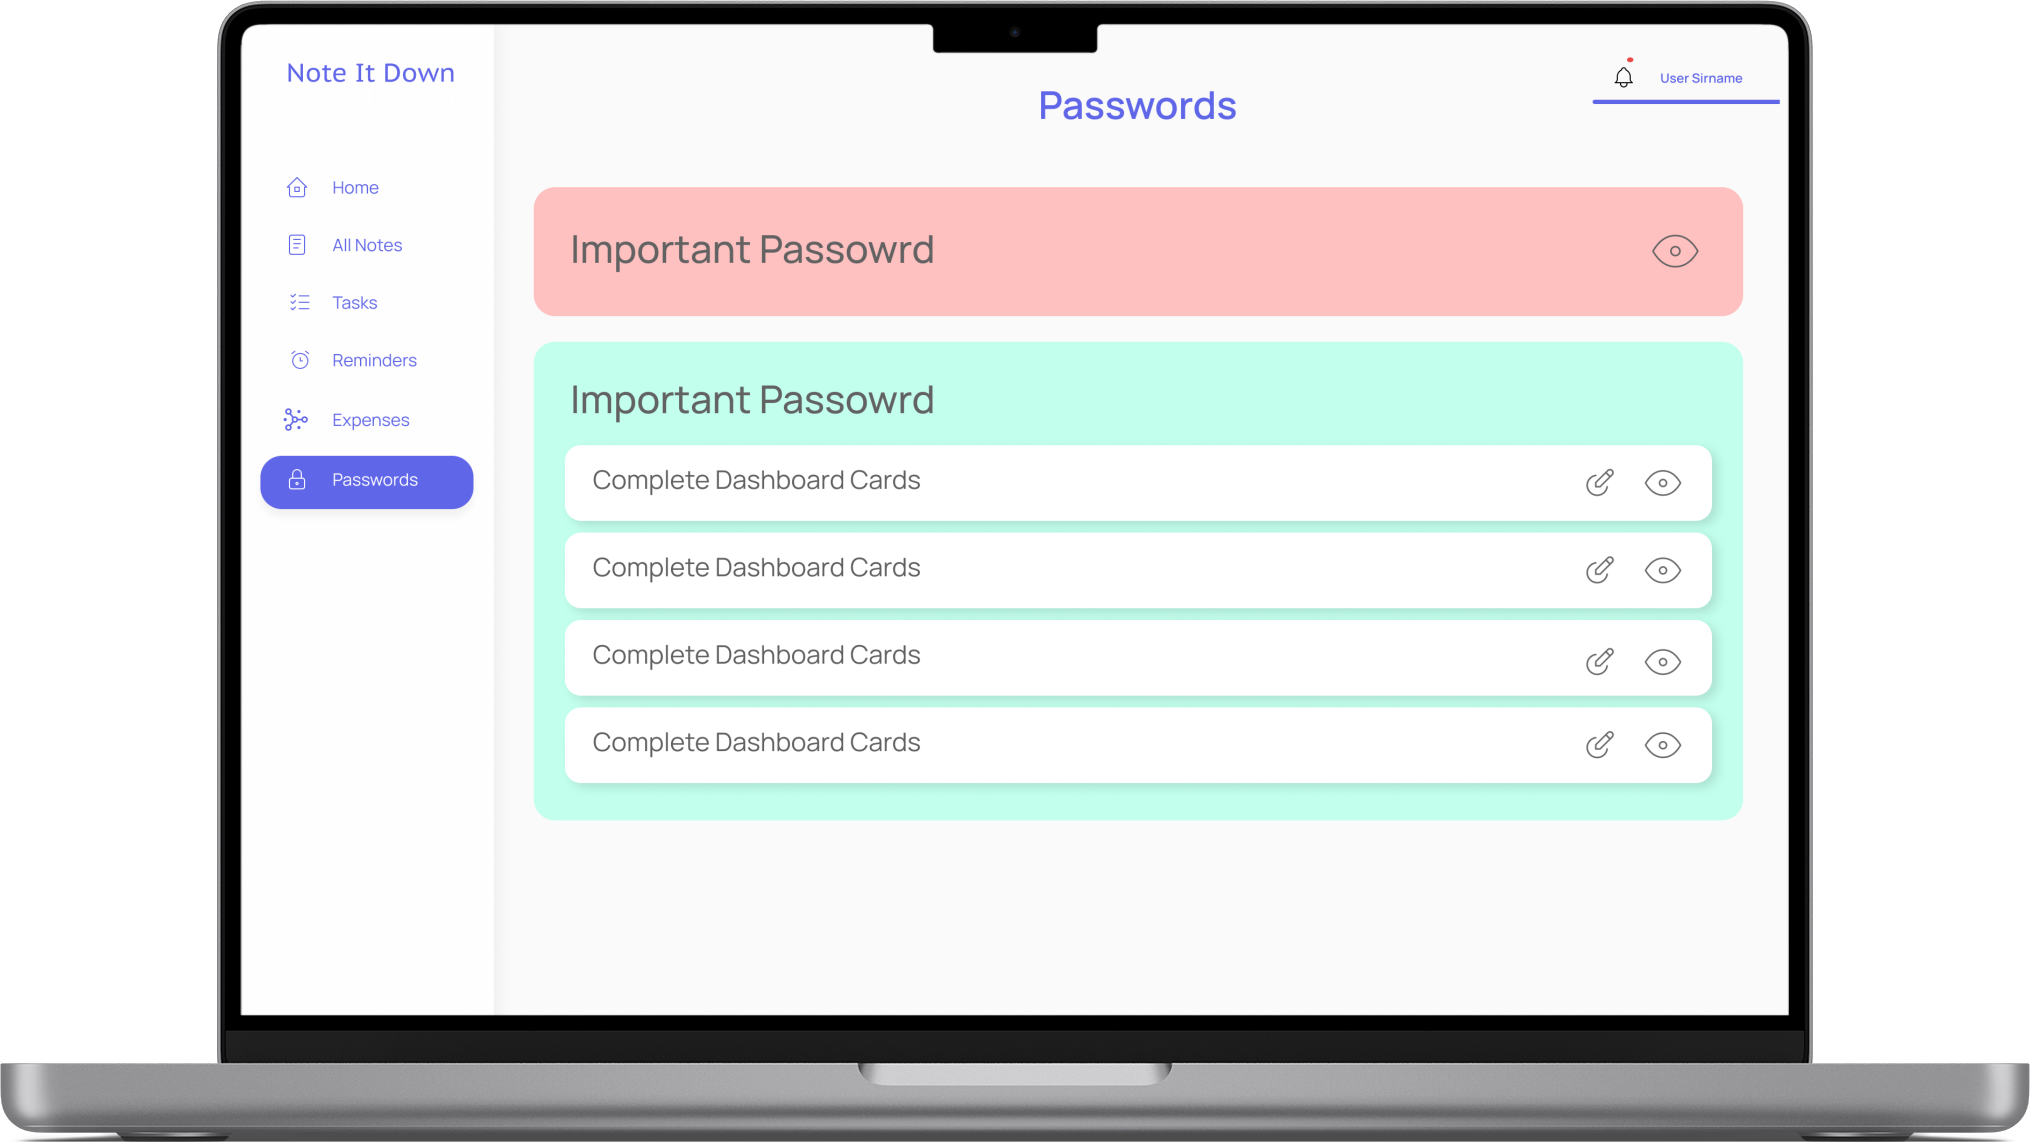 Note It Down
User Sirname
Passwords
Home
All Notes
Tasks
Reminders
Expenses
Passwords
Important Passowrd
Important Passowrd
Complete Dashboard Cards
Complete Dashboard Cards
Complete Dashboard Cards
Complete Dashboard Cards